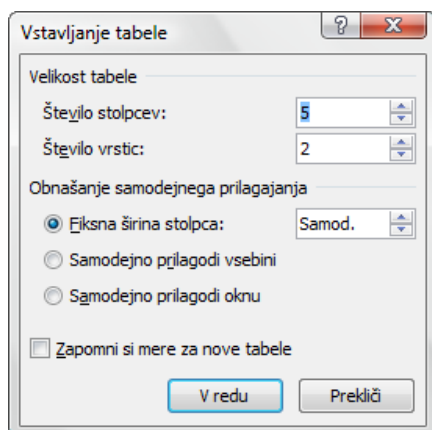 Vstavljanje tabele
?
Velikost tabele
Število stolpcev: 5
Število vrstic: 2
Obnašanje samodejnega prilagajanja
Fiksna širina stolpca: Samod.
Samodejno prilagodi vsebini
Samodejno prilagodi oknu
Zapomni si mere za nove tabele
V redu Prekliči